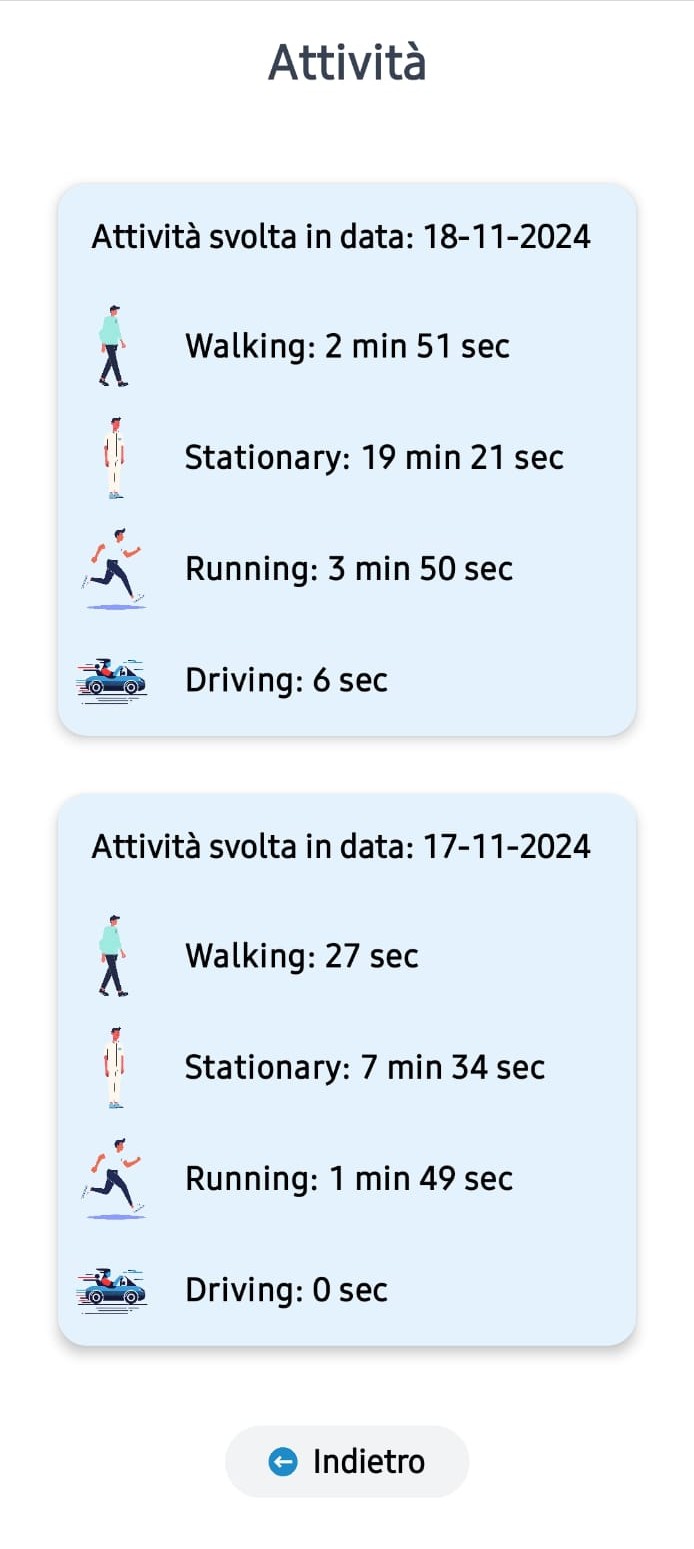 Attività
Attività svolta in data: 18-11-2024
Walking: 2 min 51 sec
Stationary: 19 min 21 sec
Running: 3 min 50 sec
Driving: 6 sec
Attività svolta in data: 17-11-2024
Walking: 27 sec
Stationary: 7 min 34 sec
Running: 1 min 49 sec
Driving: 0 sec
Indietro